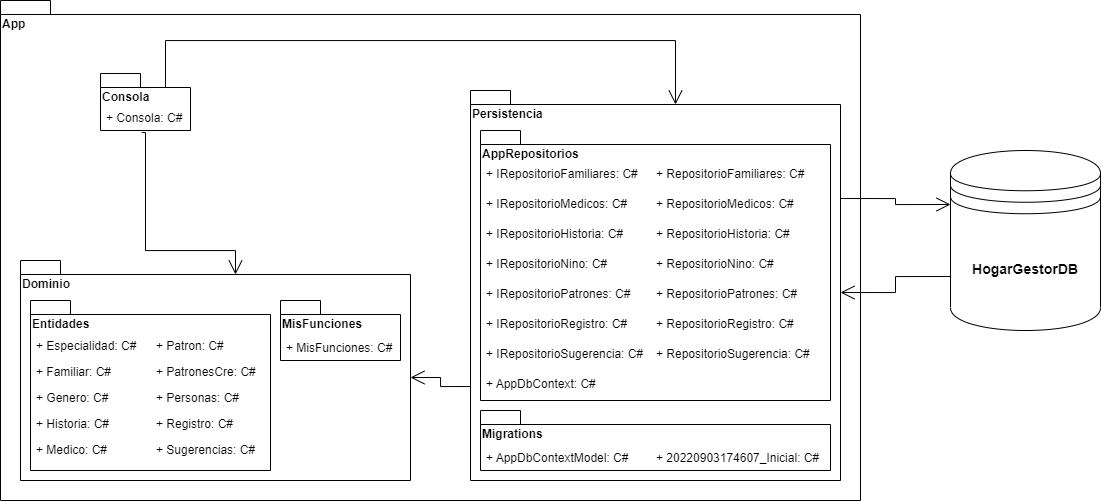 App
Consola
+ Consola: C#
Persistencia
AppRepositorios
+ IRepositorioFamiliares: C#
+ RepositorioFamiliares: C#
+ IRepositorioMedicos: C#
+ RepositorioMedicos: C#
+ IRepositorioHistoria: C#
+ RepositorioHistoria: C#
+ IRepositorioNino: C#
+ RepositorioNino: C#
+ IRepositorioPatrones: C#
+ RepositorioPatrones: C#
+ IRepositorioRegistro: C#
+ RepositorioRegistro: C#
+ IRepositorioSugerencia: C#
+ RepositorioSugerencia: C#
+ AppDbContext: C#
Migrations
+ AppDbContextModel: C#
+ 20220903174607_Inicial: C#
Dominio
Entidades
+ Especialidad: C#
+ Patron: C#
+ Familiar: C#
+ PatronesCre: C#
+ Genero: C#
+ Personas: C#
+ Historia: C#
+ Registro: C#
+ Medico: C#
+ Sugerencias: C#
MisFunciones
+ MisFunciones: C#
HogarGestorDB